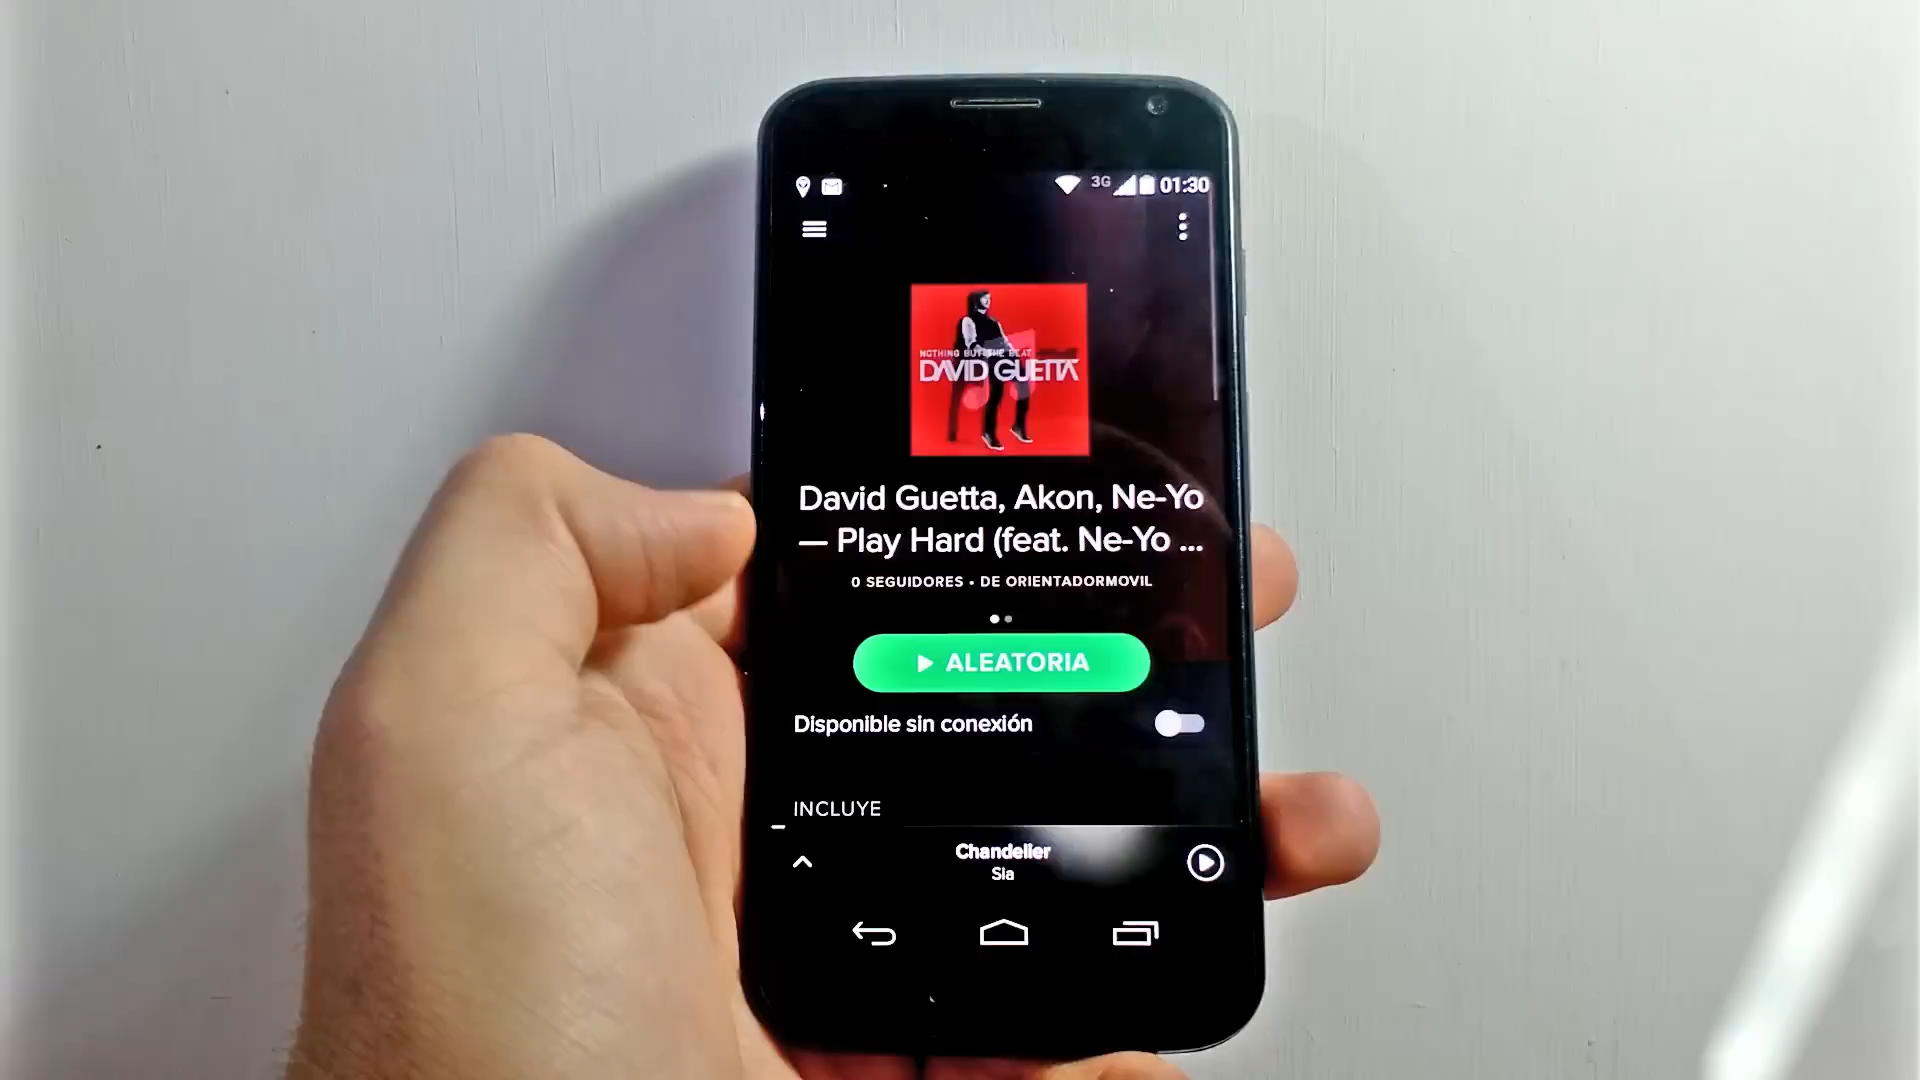 3G 01:30
NOTHING BUT THE BEAT
DAVID GUETTA
David Guetta, Akon, Ne-Yo
— Play Hard (feat. Ne-Yo ...
0 SEGUIDORES • DE ORIENTADORMOVIL
ALEATORIA
Disponible sin conexión
INCLUYE
Chandelier
Sia